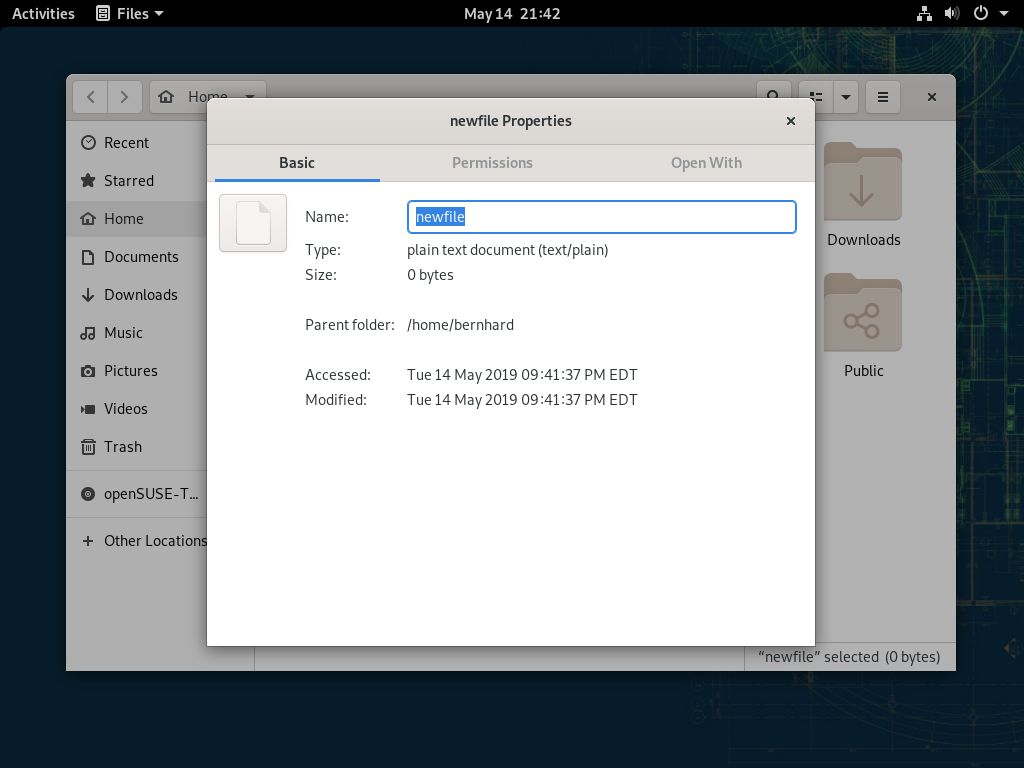 Activities Files May 14 21:42
Home
newfile Properties
Basic Permissions Open With
Recent
Starred
Home
Documents
Downloads
Music
Pictures
Videos
Trash
openSUSE-T...
+ Other Locations
Name: newfile
Type: plain text document (text/plain)
Size: 0 bytes
Parent folder: /home/bernhard
Accessed: Tue 14 May 2019 09:41:37 PM EDT
Modified: Tue 14 May 2019 09:41:37 PM EDT
Downloads
Public
“newfile” selected (0 bytes)